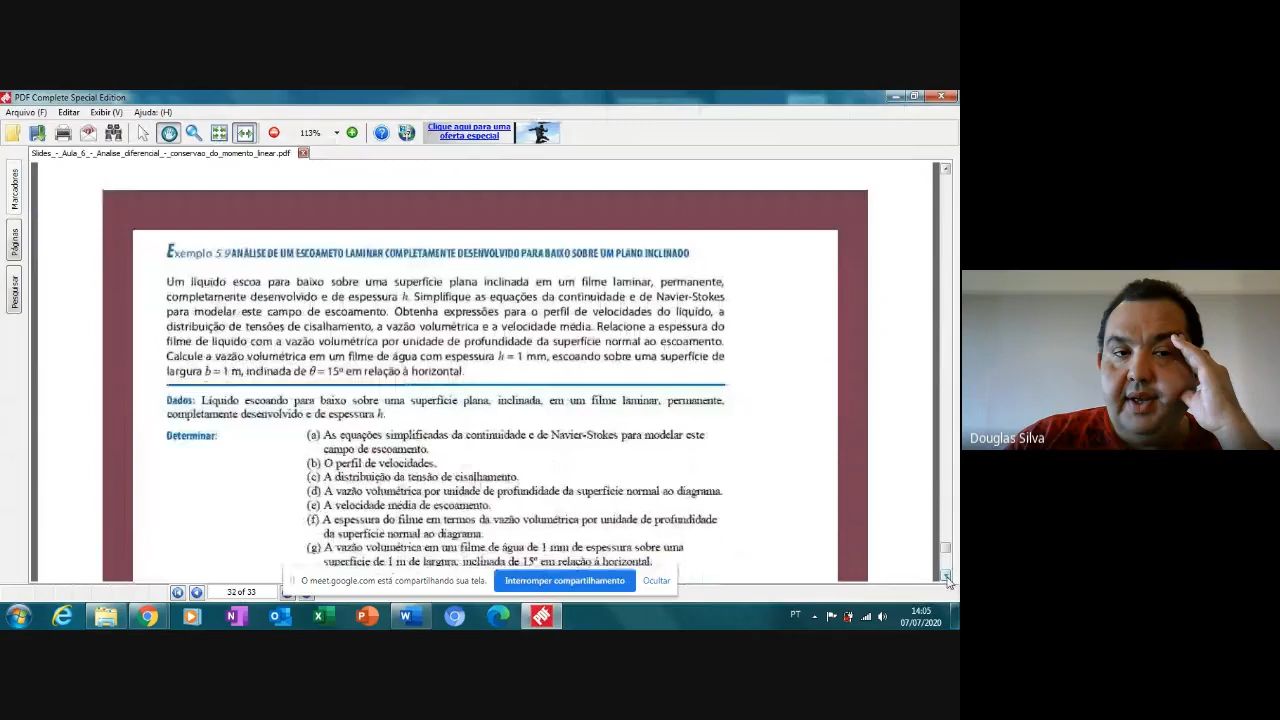 PDF Complete Special Edition
Arquivo (F) Editar Exibir (V) Ajuda: (H)
113%
Clique aqui para uma
oferta especial
Slides_-_Aula_6_-_Analise_diferencial_-_conservao_do_momento_linear.pdf
Marcadores
Páginas
Pesquisar
Exemplo 5.9 ANÁLISE DE UM ESCOAMETO LAMINAR COMPLETAMENTE DESENVOLVIDO PARA BAIXO SOBRE UM PLANO INCLINADO
Um líquido escoa para baixo sobre uma superfície plana inclinada em um filme laminar, permanente,
completamente desenvolvido e de espessura h. Simplifique as equações da continuidade e de Navier-Stokes
para modelar este campo de escoamento. Obtenha expressões para o perfil de velocidades do líquido, a
distribuição de tensões de cisalhamento, a vazão volumétrica e a velocidade média. Relacione a espessura do
filme de líquido com a vazão volumétrica por unidade de profundidade da superfície normal ao escoamento.
Calcule a vazão volumétrica em um filme de água com espessura h = 1 mm, escoando sobre uma superfície de
largura b = 1 m, inclinada de θ = 15º em relação à horizontal.
Dados: Líquido escoando para baixo sobre uma superfície plana, inclinada, em um filme laminar, permanente,
completamente desenvolvido e de espessura h.
Determinar:
(a) As equações simplificadas da continuidade e de Navier-Stokes para modelar este
campo de escoamento.
(b) O perfil de velocidades.
(c) A distribuição da tensão de cisalhamento.
(d) A vazão volumétrica por unidade de profundidade da superfície normal ao diagrama.
(e) A velocidade média de escoamento.
(f) A espessura do filme em termos da vazão volumétrica por unidade de profundidade
da superfície normal ao diagrama.
(g) A vazão volumétrica em um filme de água de 1 mm de espessura sobre uma
superfície de 1 m de largura, inclinada de 15º em relação à horizontal.
O meet.google.com está compartilhando sua tela.
Interromper compartilhamento
Ocultar
32 of 33
PT
14:05
07/07/2020
Douglas Silva